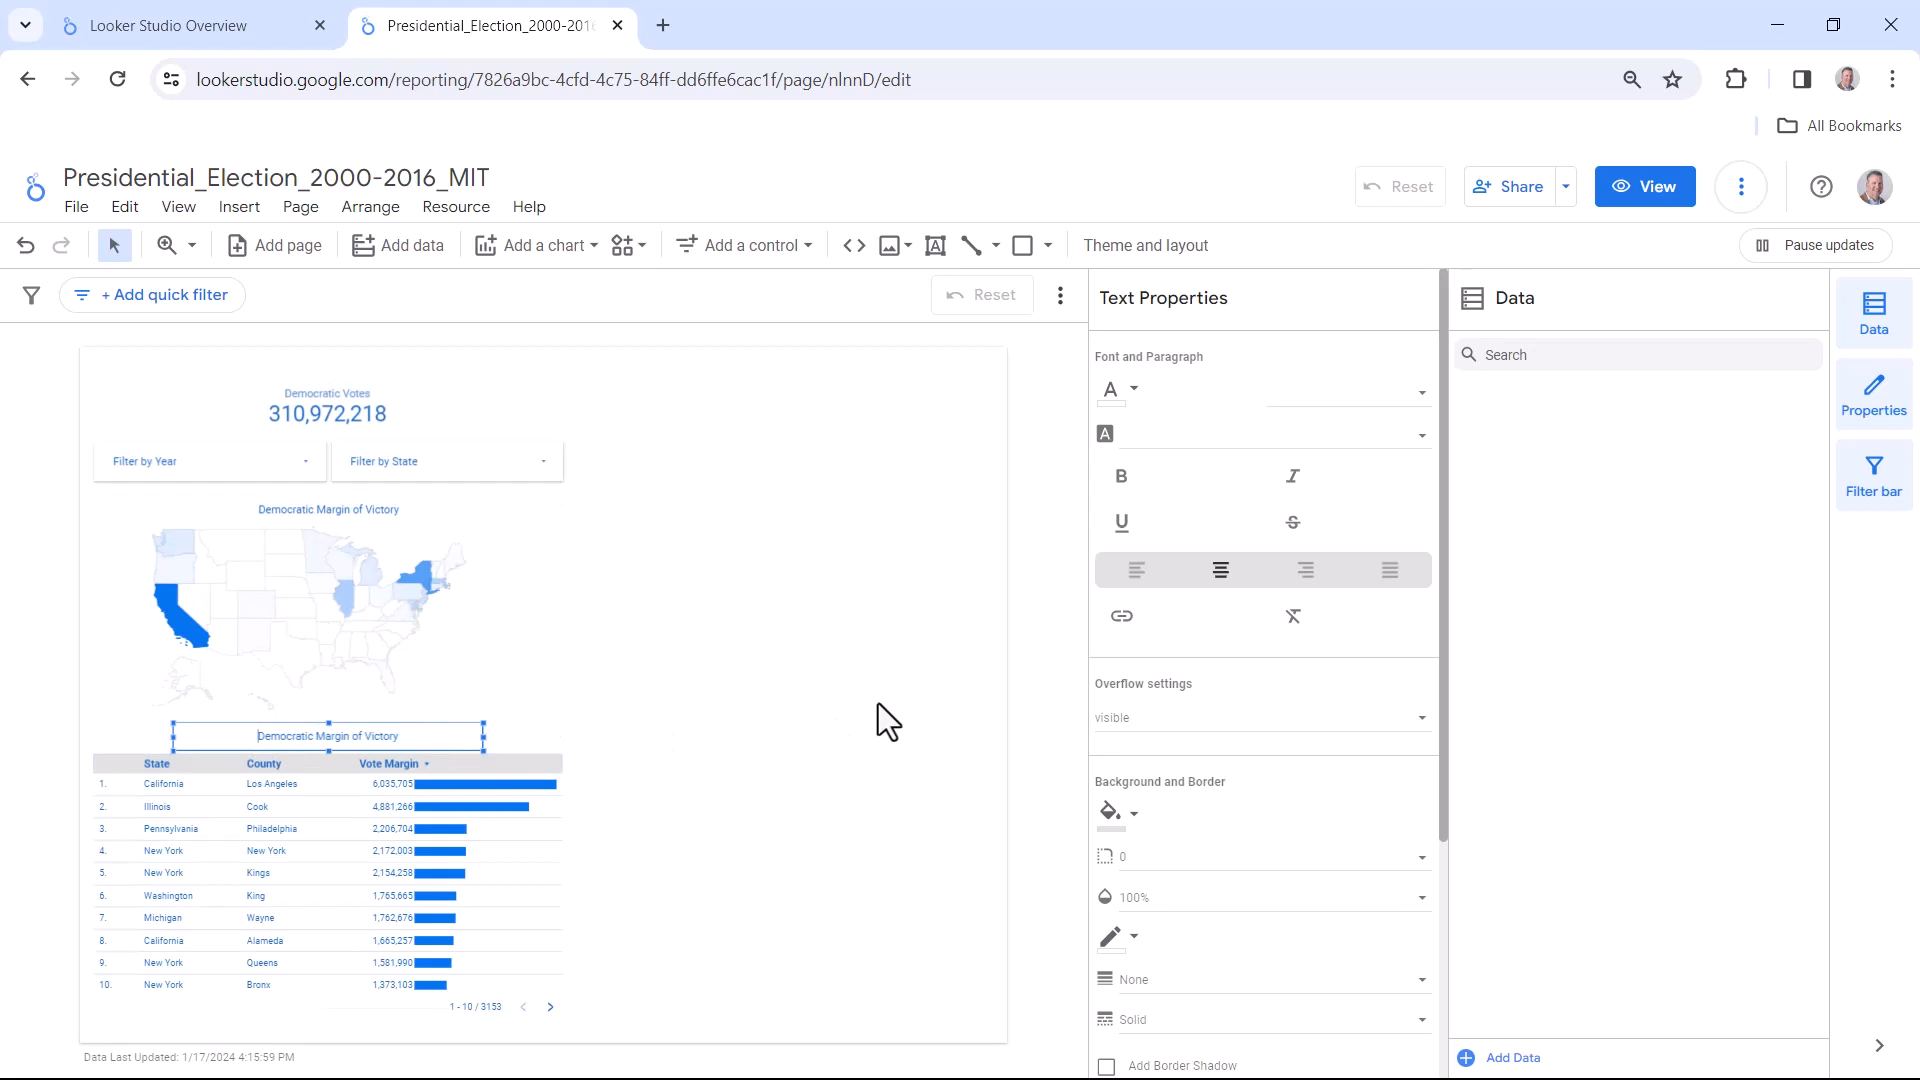 Looker Studio Overview
Presidential_Election_2000-201
lookerstudio.google.com/reporting/7826a9bc-4cfd-4c75-84ff-dd6ffe6cac1f/page/nlnnD/edit
All Bookmarks
Presidential_Election_2000-2016_MIT
File Edit View Insert Page Arrange Resource Help
Reset Share View
Add page Add data Add a chart Add a control Theme and layout Pause updates
+ Add quick filter Reset
Text Properties
Data
Search
Data
Properties
Filter bar
Democratic Votes
310,972,218
Filter by Year Filter by State
Democratic Margin of Victory
Democratic Margin of Victory
State County Vote Margin
1. California Los Angeles 6,035,705
2. Illinois Cook 4,881,266
3. Pennsylvania Philadelphia 2,206,704
4. New York New York 2,172,003
5. New York Kings 2,154,258
6. Washington King 1,765,665
7. Michigan Wayne 1,762,676
8. California Alameda 1,665,257
9. New York Queens 1,581,990
10. New York Bronx 1,373,103
1 - 10 / 3153
Data Last Updated: 1/17/2024 4:15:59 PM
Font and Paragraph
A
A
B I
U S
Overflow settings
visible
Background and Border
0
100%
None
Solid
Add Border Shadow
Add Data